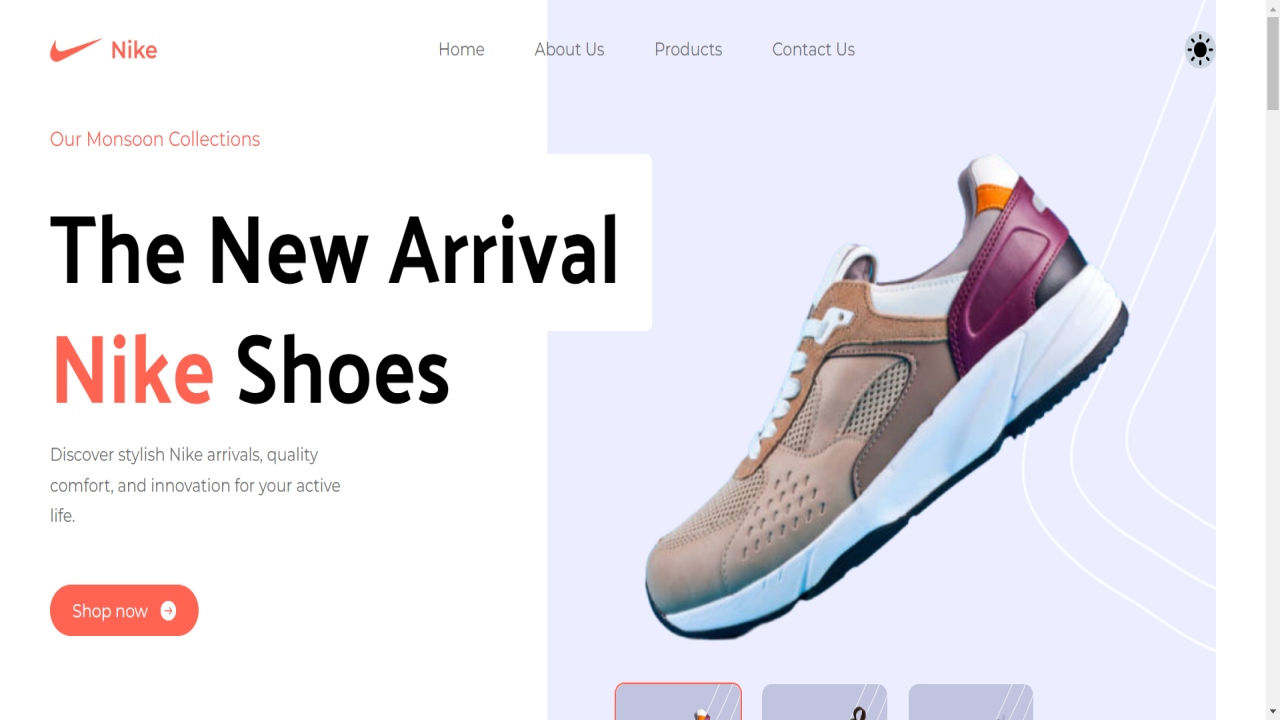 Nike
Home
About Us
Products
Contact Us
Our Monsoon Collections
The New Arrival
Nike Shoes
Discover stylish Nike arrivals, quality
comfort, and innovation for your active
life.
Shop now